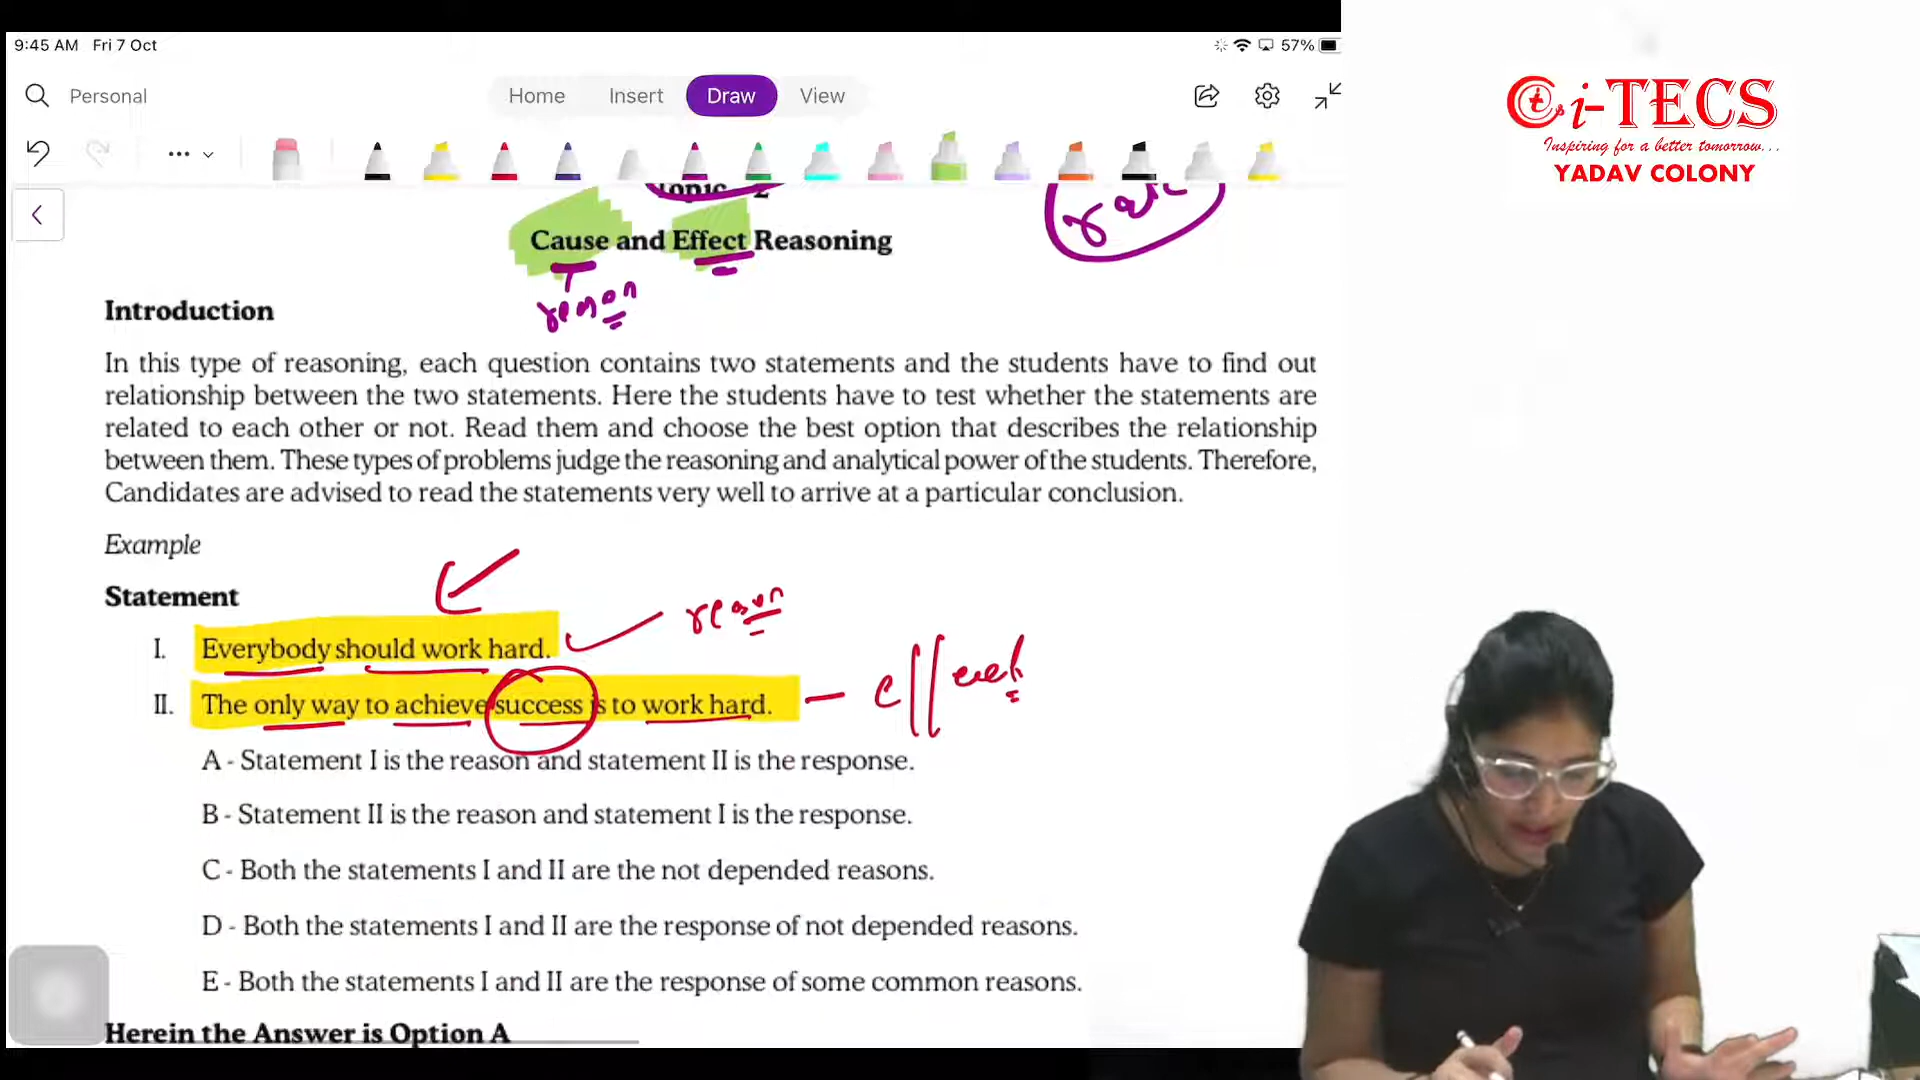 9:45 AM Fri 7 Oct
57%
Personal
Home Insert Draw View
i-TECS
Inspiring for a better tomorrow...
YADAV COLONY
Topic 2
Cause and Effect Reasoning
reason
Introduction
In this type of reasoning, each question contains two statements and the students have to find out
relationship between the two statements. Here the students have to test whether the statements are
related to each other or not. Read them and choose the best option that describes the relationship
between them. These types of problems judge the reasoning and analytical power of the students. Therefore,
Candidates are advised to read the statements very well to arrive at a particular conclusion.
Example
Statement
reason
I. Everybody should work hard.
II. The only way to achieve success is to work hard.
A - Statement I is the reason and statement II is the response.
B - Statement II is the reason and statement I is the response.
C - Both the statements I and II are the not depended reasons.
D - Both the statements I and II are the response of not depended reasons.
E - Both the statements I and II are the response of some common reasons.
Herein the Answer is Option A